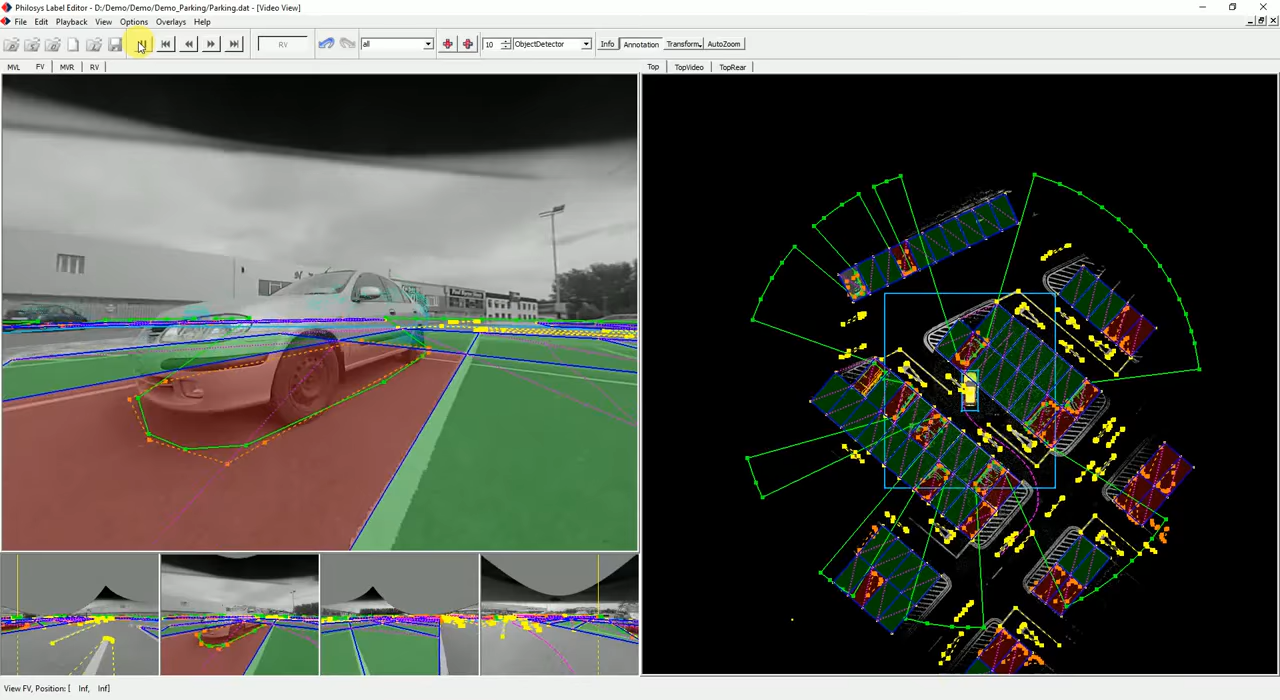 Philosys Label Editor - D:/Demo/Demo/Demo_Parking/Parking.dat - [Video View]
File Edit Playback View Options Overlays Help
RV all 10 ObjectDetector Info Annotation Transform. AutoZoom
MVL FV MVR RV
Top TopVideo TopRear
View FV, Position: [ Inf, Inf]